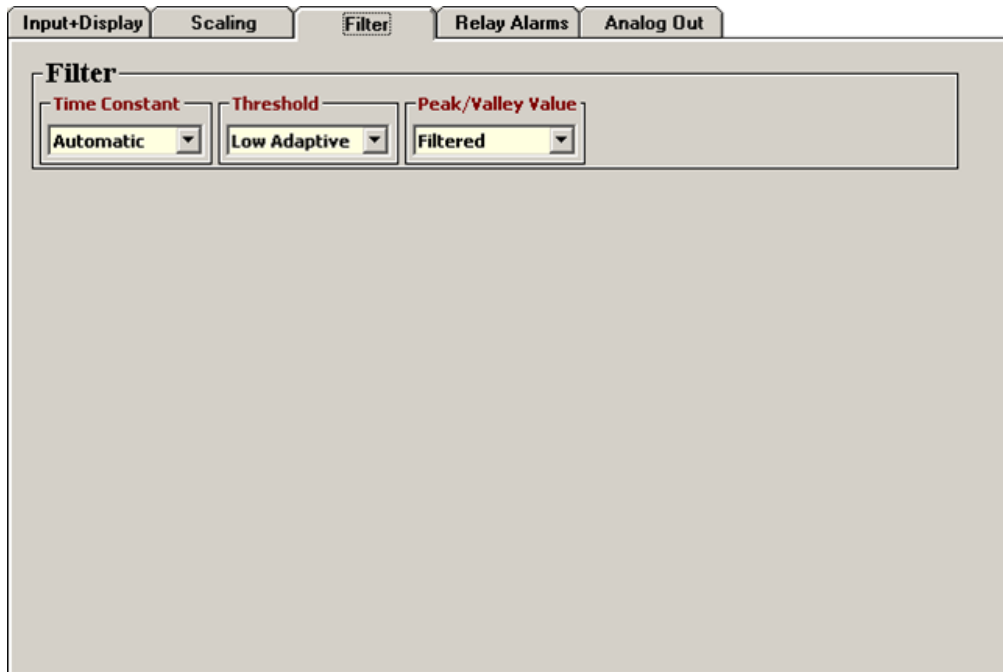 Input+Display Scaling Filter Relay Alarms Analog Out
Filter
Time Constant Threshold Peak/Valley Value
Automatic Low Adaptive Filtered